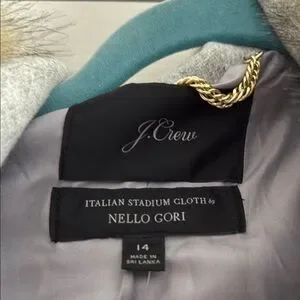 J.Crew
ITALIAN STADIUM CLOTH by
NELLO GORI
14
MADE IN
SRI LANKA